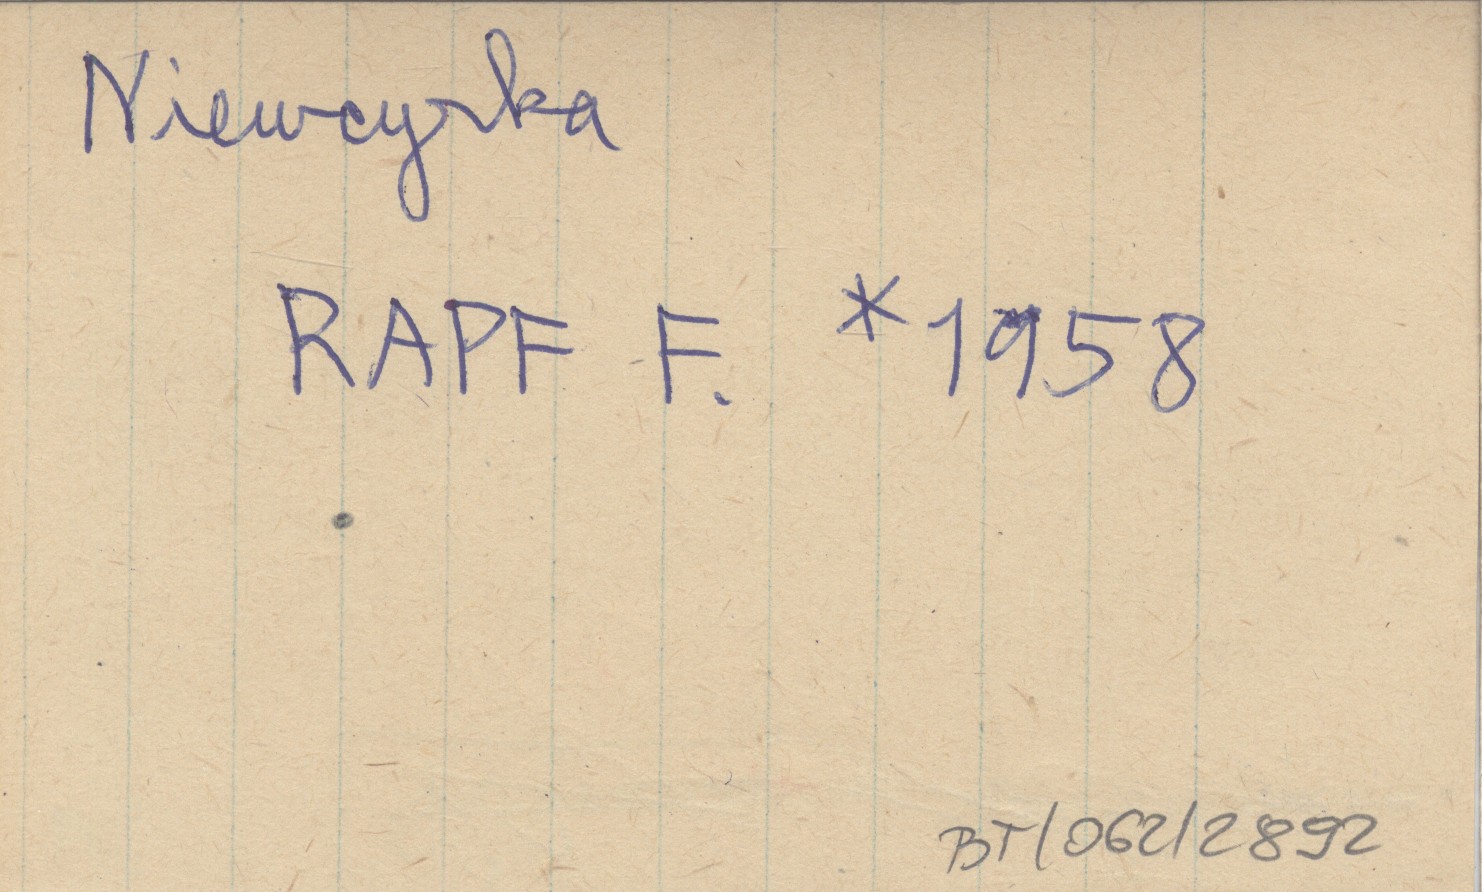 Niewcyrka
RAPF F. *1958
BT/062/2892